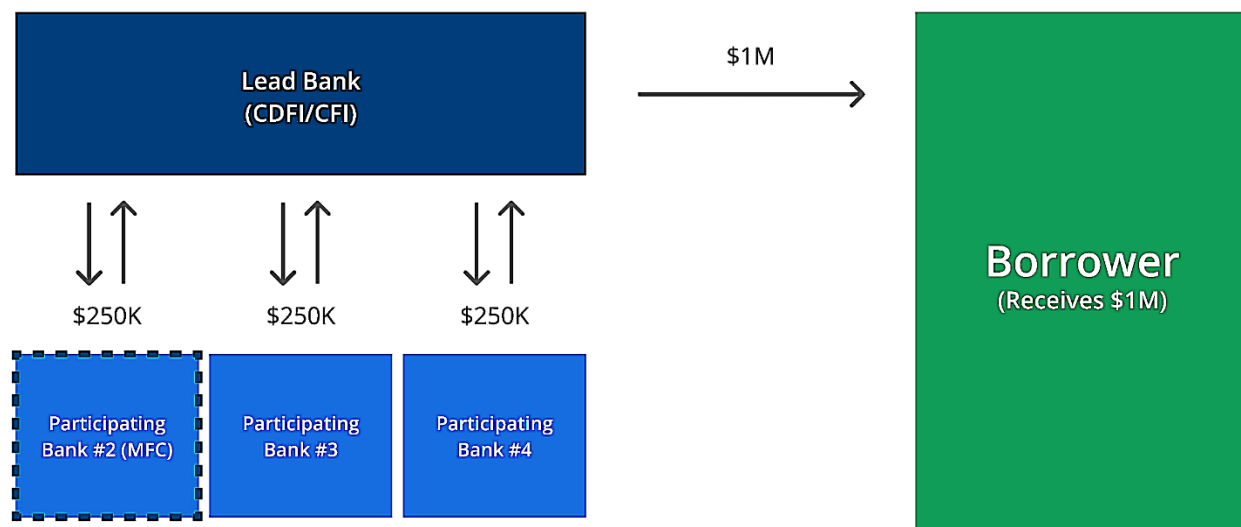 Lead Bank
(CDFI/CFI)
$1M
Borrower
(Receives $1M)
$250K
$250K
$250K
Participating
Bank #2 (MFC)
Participating
Bank #3
Participating
Bank #4